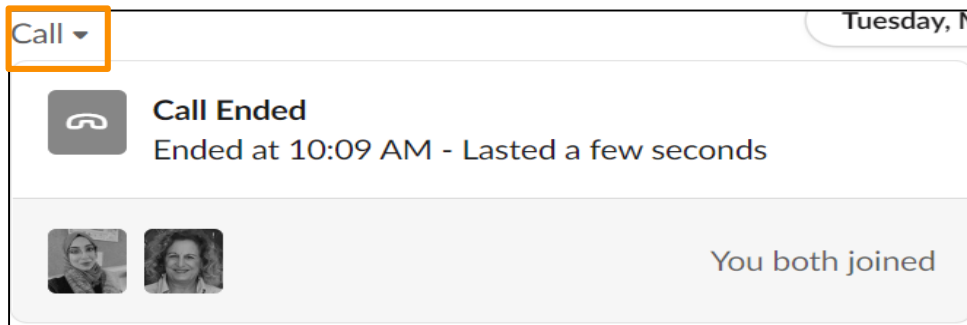 Call
Tuesday,
Call Ended
Ended at 10:09 AM - Lasted a few seconds
You both joined